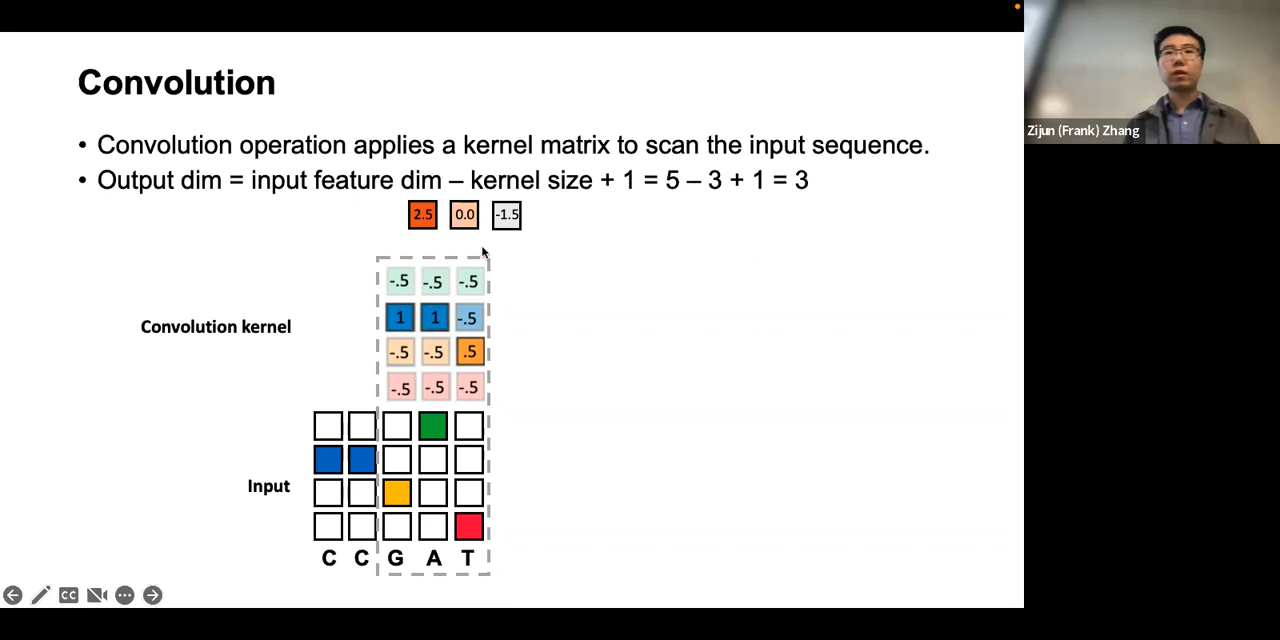 Convolution
• Convolution operation applies a kernel matrix to scan the input sequence.
• Output dim = input feature dim – kernel size + 1 = 5 – 3 + 1 = 3
2.5 0.0 -1.5
-.5 -.5 -.5
Convolution kernel
1 1 -.5
-.5 -.5 .5
-.5 -.5 -.5
Input
C C G A T
CC
Zijun (Frank) Zhang